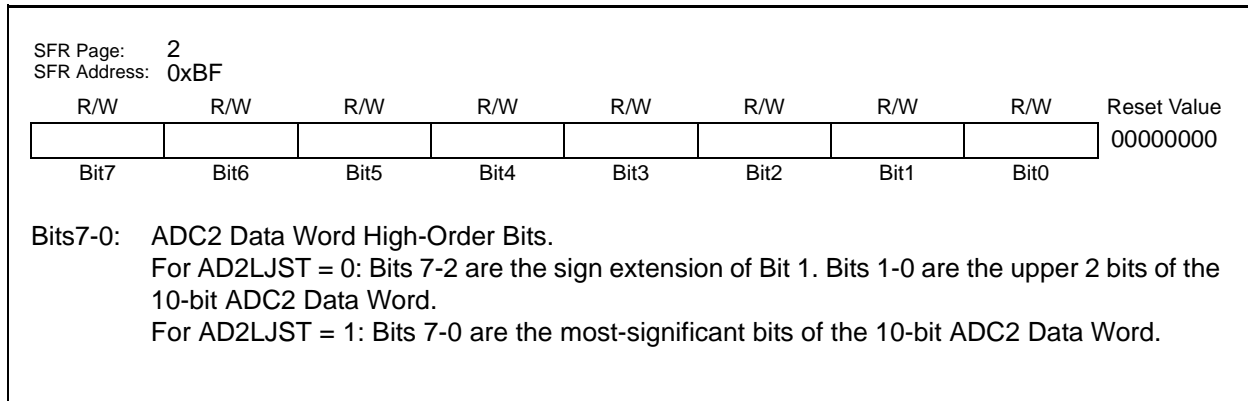 SFR Page: 2
SFR Address: 0xBF
R/W R/W R/W R/W R/W R/W R/W R/W Reset Value
00000000
Bit7 Bit6 Bit5 Bit4 Bit3 Bit2 Bit1 Bit0
Bits7-0: ADC2 Data Word High-Order Bits.
For AD2LJST = 0: Bits 7-2 are the sign extension of Bit 1. Bits 1-0 are the upper 2 bits of the
10-bit ADC2 Data Word.
For AD2LJST = 1: Bits 7-0 are the most-significant bits of the 10-bit ADC2 Data Word.